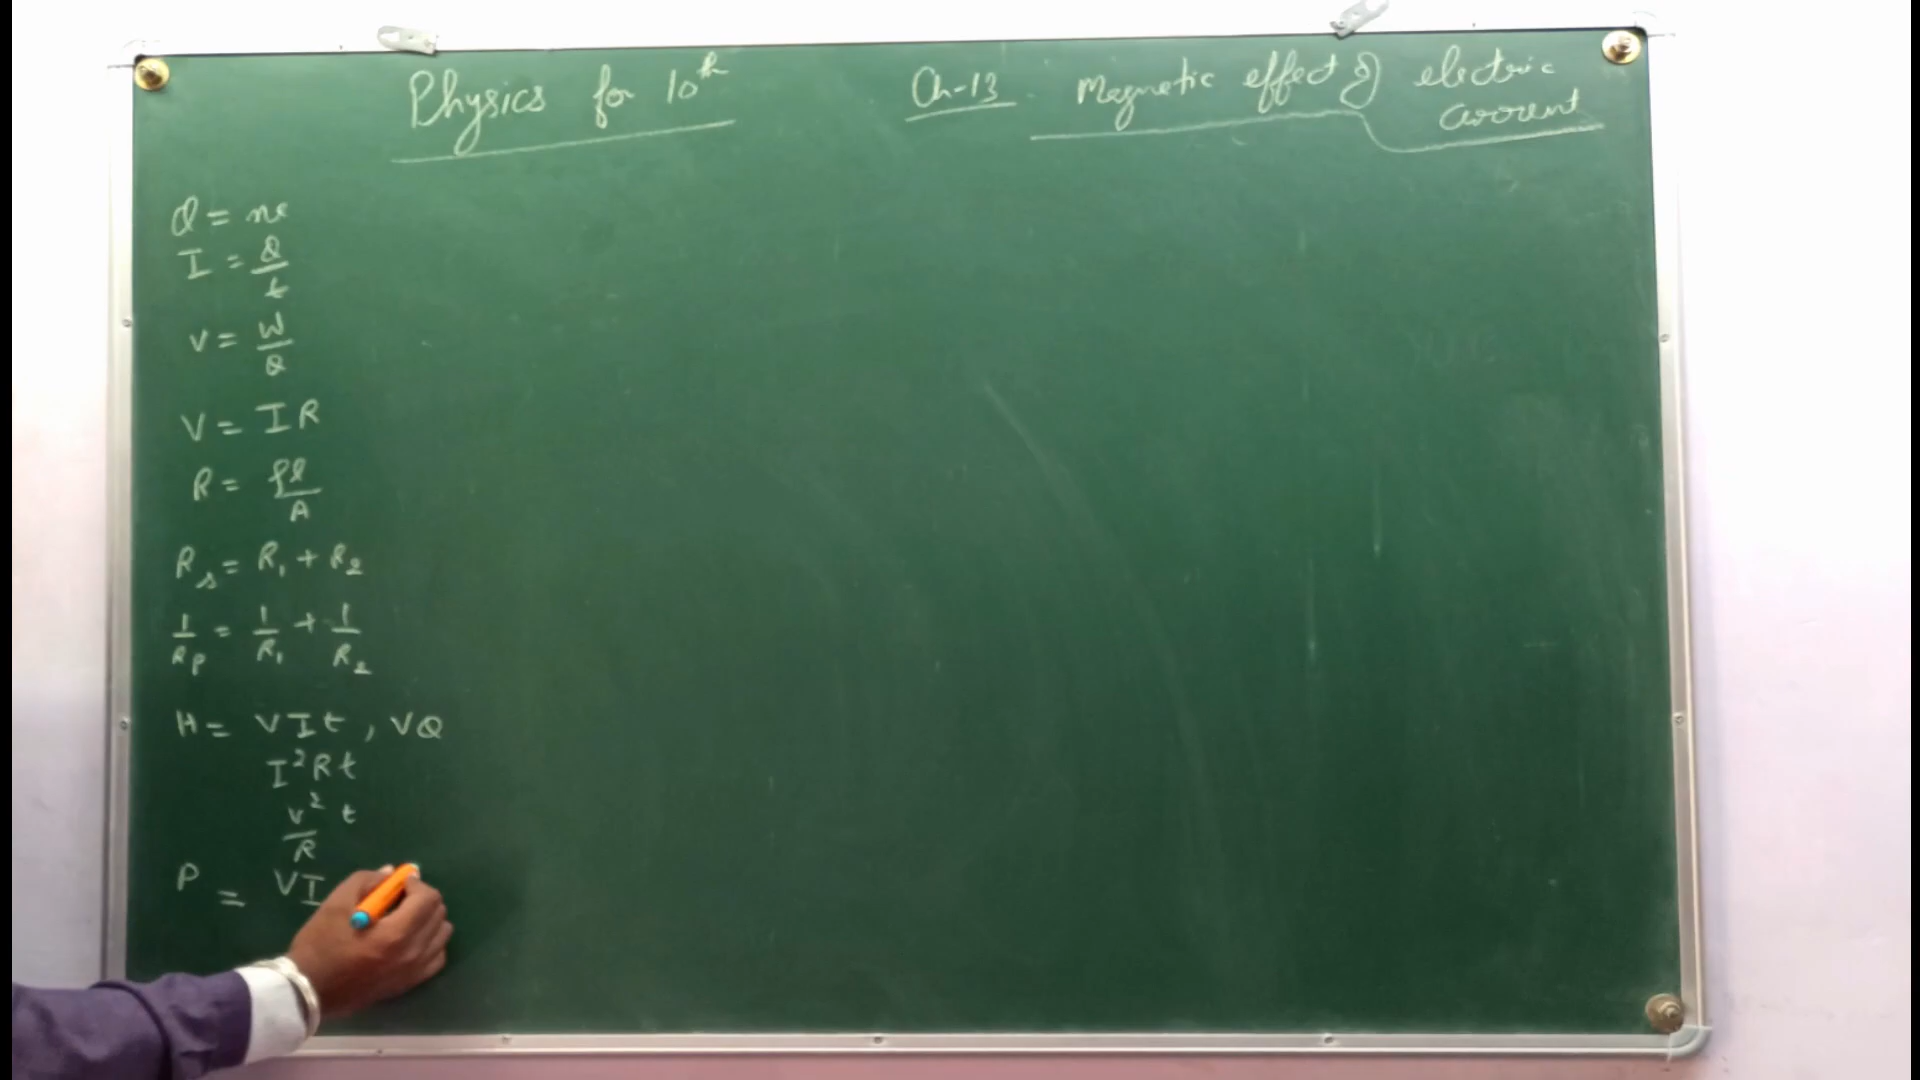 Physics for 10th
Ch-13 Magnetic effect of electric
current
Q = ne
I = Q/t
V = W/Q
V = IR
R = ρl/A
Rs = R1 + R2
1/Rp = 1/R1 + 1/R2
H = VIt, VQ
I²Rt
V²/R t
P = VI